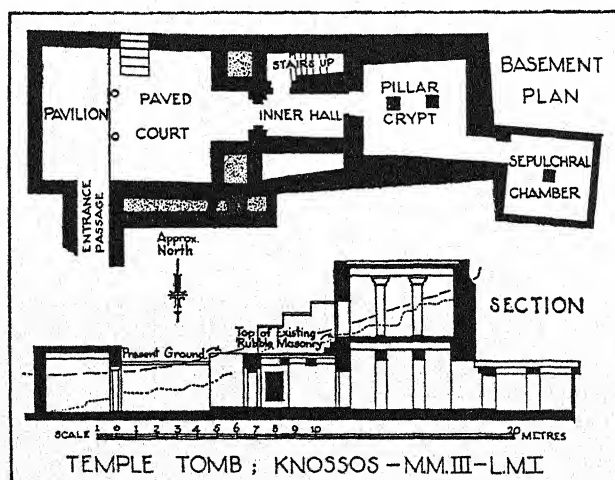 BASEMENT
PLAN
STAIRS UP
PAVILION
PAVED
COURT
INNER HALL
PILLAR
CRYPT
SEPULCHRAL
CHAMBER
ENTRANCE
PASSAGE
Approx.
North
SECTION
Present Ground
Top of Existing
Rubble Masonry
SCALE 1 0 1 2 3 4 5 6 7 8 9 10 20 METRES
TEMPLE TOMB; KNOSSOS - M.M.III - L.M.I